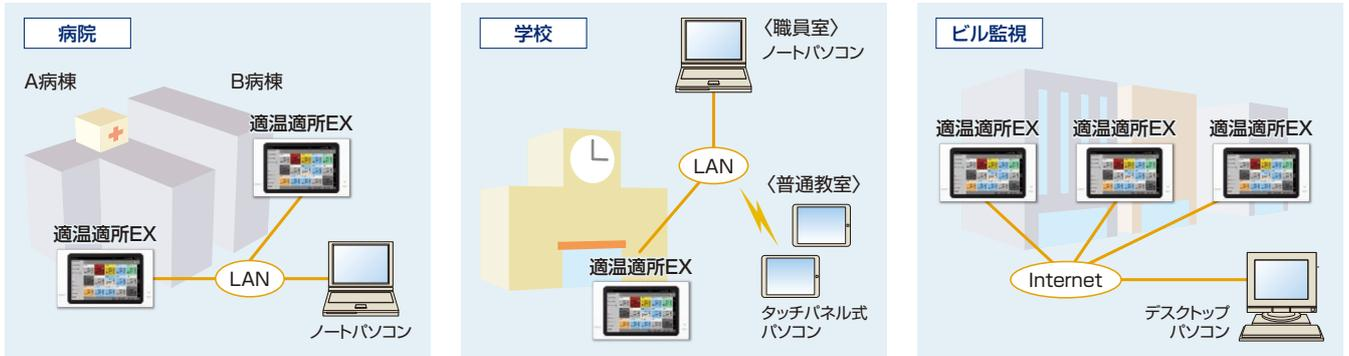 病院
A病棟
B病棟
適温適所EX
適温適所EX
LAN
ノートパソコン
学校
〈職員室〉
ノートパソコン
LAN
〈普通教室〉
適温適所EX
タッチパネル式
パソコン
ビル監視
適温適所EX
適温適所EX
適温適所EX
Internet
デスクトップ
パソコン